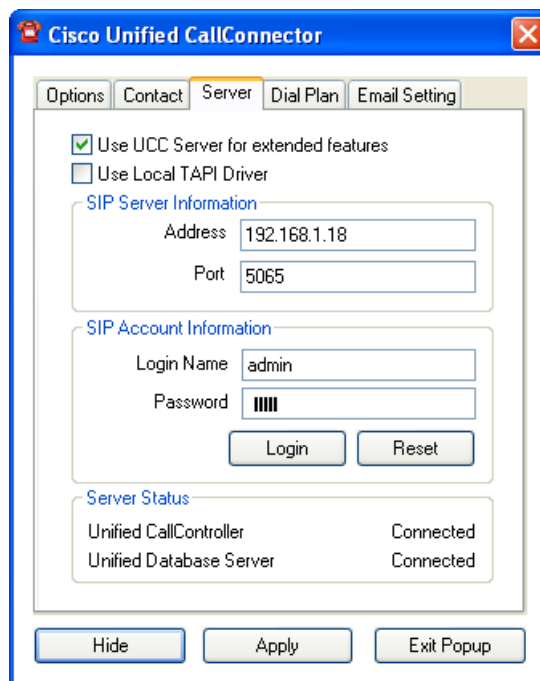 Cisco Unified CallConnector
Options Contact Server Dial Plan Email Setting
Use UCC Server for extended features
Use Local TAPI Driver
SIP Server Information
Address 192.168.1.18
Port 5065
SIP Account Information
Login Name admin
Password
Login Reset
Server Status
Unified CallController Connected
Unified Database Server Connected
Hide Apply Exit Popup